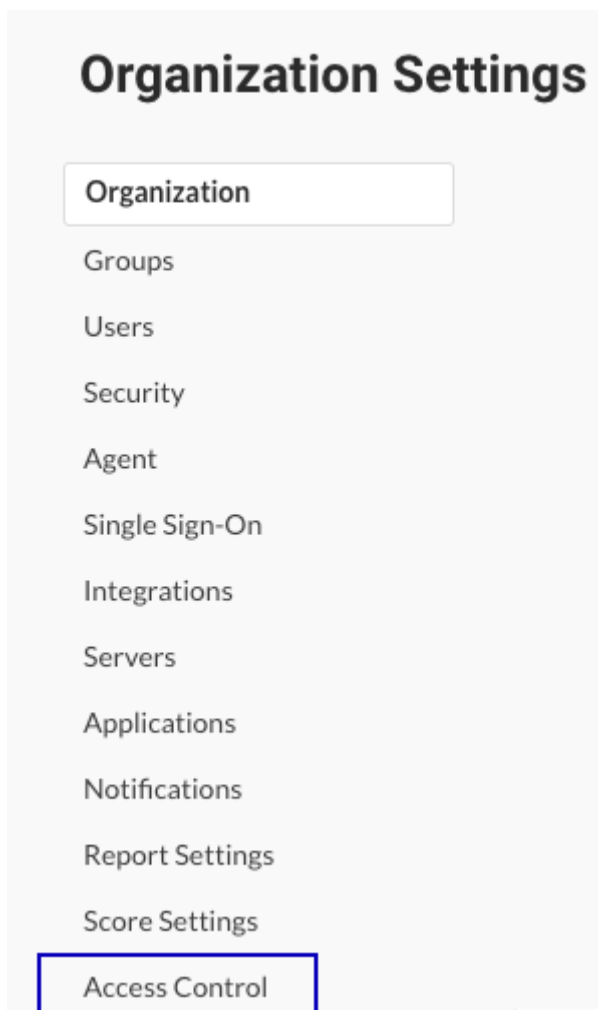 Organization Settings
Organization
Groups
Users
Security
Agent
Single Sign-On
Integrations
Servers
Applications
Notifications
Report Settings
Score Settings
Access Control